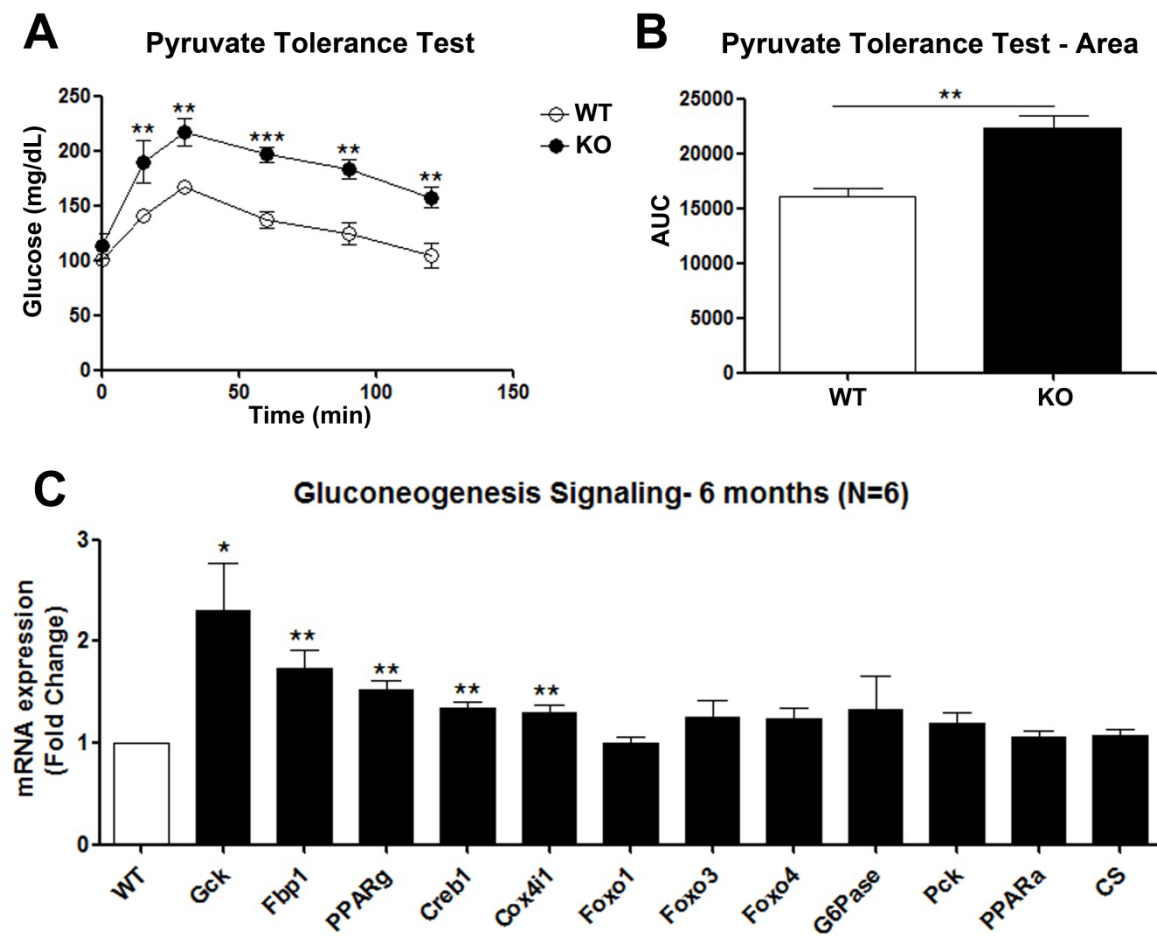 A
Pyruvate Tolerance Test
250
200
150
100
50
0
Glucose (mg/dL)
**
**
***
**
**
0
50
100
150
Time (min)
WT
KO
B
Pyruvate Tolerance Test - Area
**
25000
20000
15000
10000
5000
0
AUC
WT
KO
C
Gluconeogenesis Signaling- 6 months (N=6)
mRNA expression
(Fold Change)
3
2
1
0
*
**
**
**
**
WT
Gck
Fbp1
PPARg
Creb1
Cox4i1
Foxo1
Foxo3
Foxo4
G6Pase
Pck
PPARa
CS